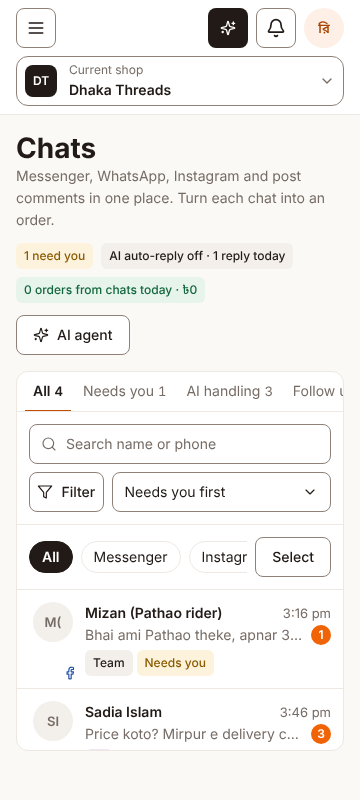 রি
DT
Current shop
Dhaka Threads
Chats
Messenger, WhatsApp, Instagram and post
comments in one place. Turn each chat into an
order.
1 need you
AI auto-reply off · 1 reply today
0 orders from chats today · ৳0
AI agent
All 4
Needs you 1
AI handling 3
Follow u
Search name or phone
Filter
Needs you first
All
Messenger
Instagr
Select
M(
Mizan (Pathao rider)
3:16 pm
Bhai ami Pathao theke, apnar 3...
1
Team
Needs you
SI
Sadia Islam
3:46 pm
Price koto? Mirpur e delivery c...
3